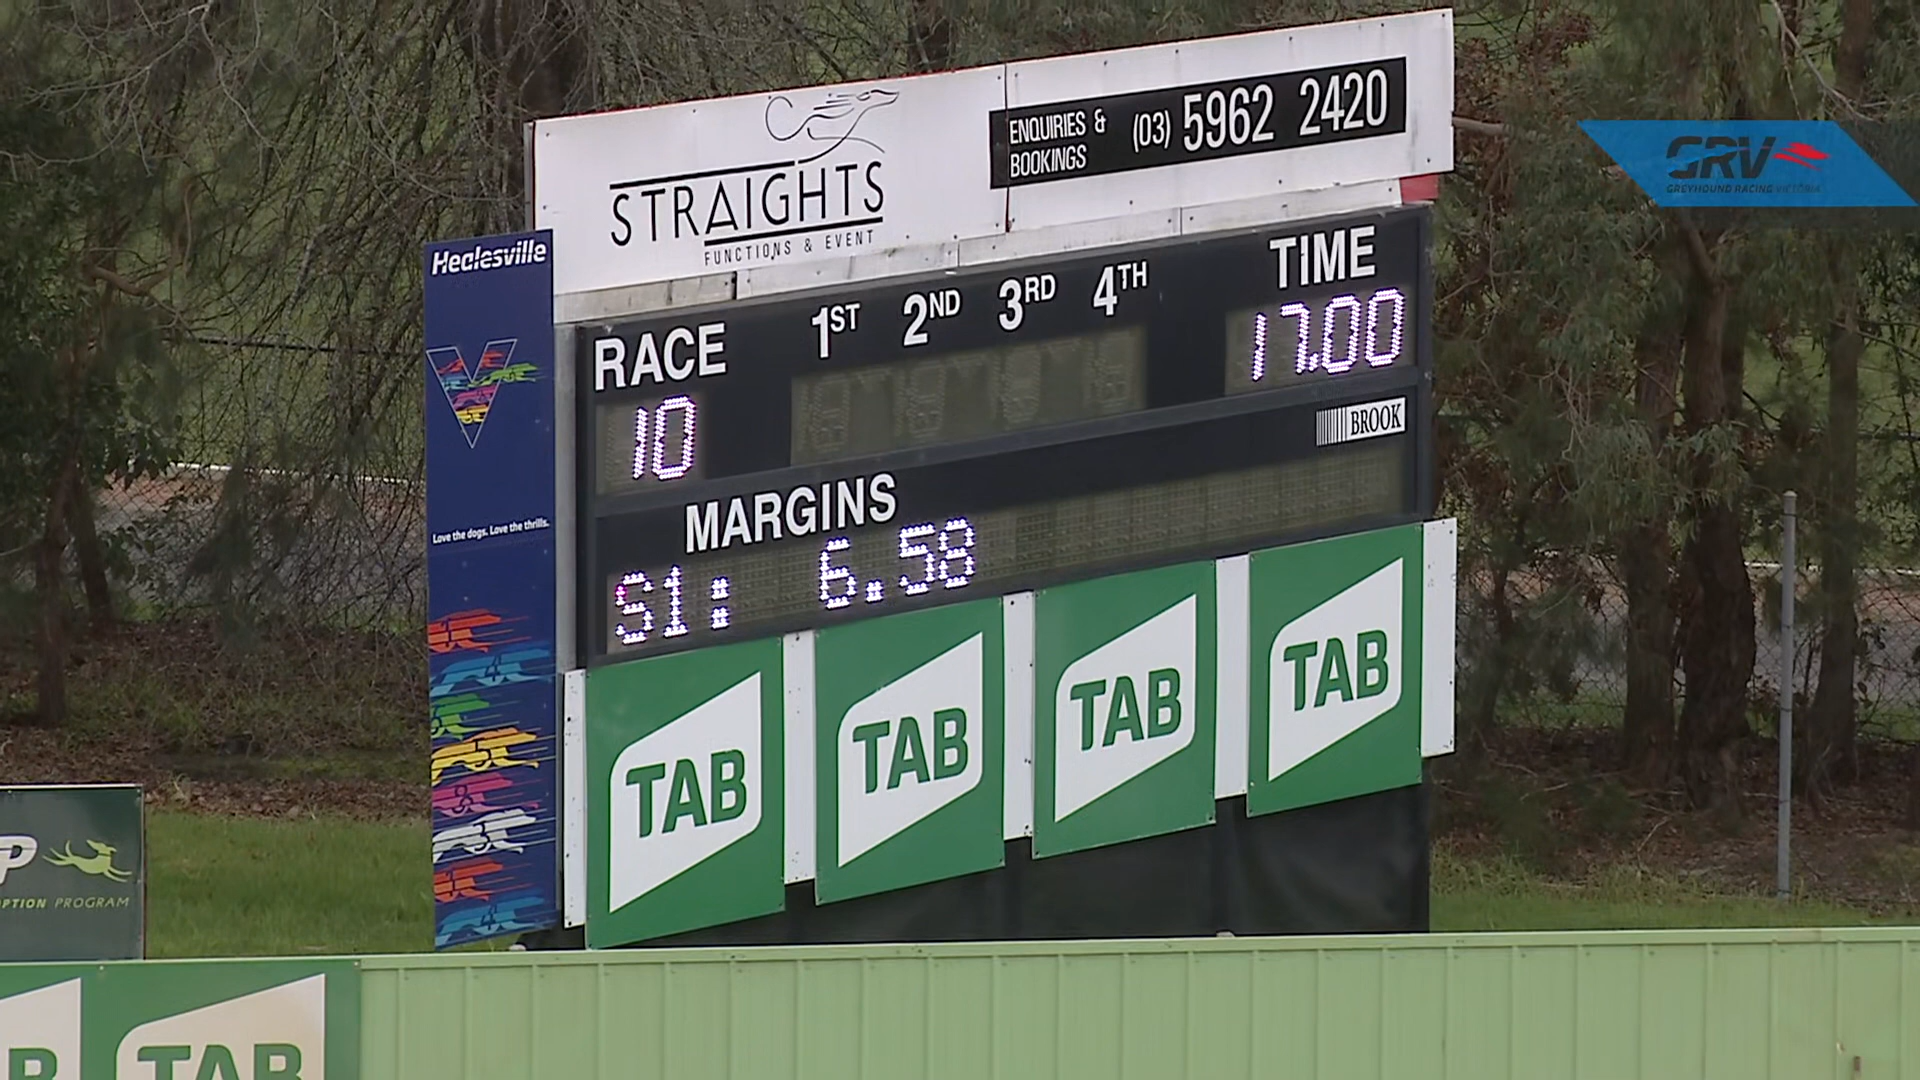 STRAIGHTS
FUNCTIONS & EVENT
ENQUIRIES &
BOOKINGS
(03) 5962 2420
GRV
GREYHOUND RACING VICTORIA
Healesville
Love the dogs. Love the thrills.
RACE
10
1ST 2ND 3RD 4TH
TIME
17.00
BROOK
MARGINS
S1: 6.58
TAB TAB TAB TAB
PROGRAM
TAB